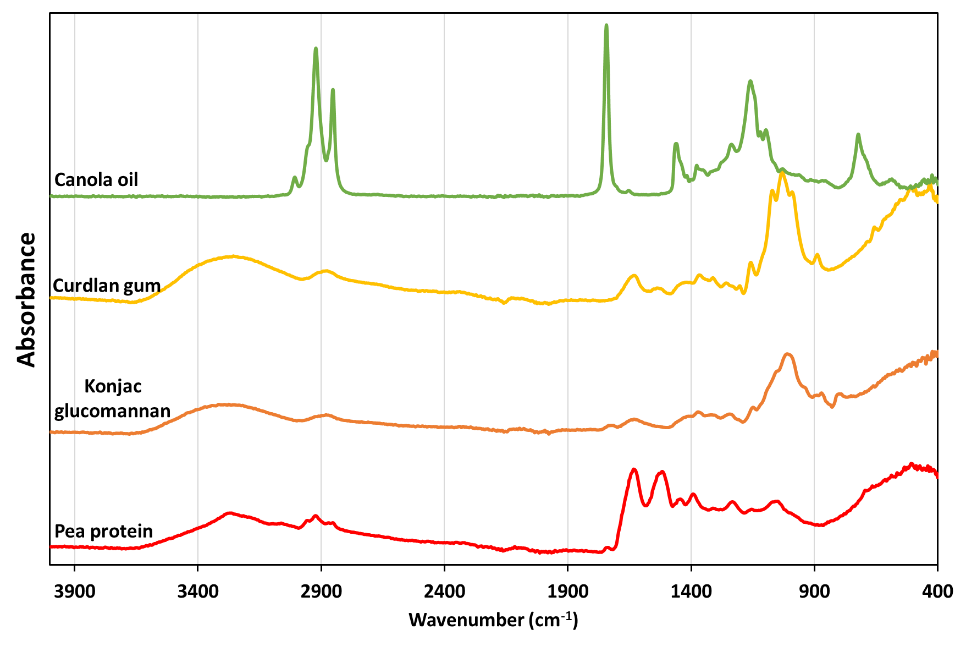 Absorbance
Canola oil
Curdlan gum
Konjac
glucomannan
Pea protein
3900 3400 2900 2400 1900 1400 900 400
Wavenumber (cm⁻¹)